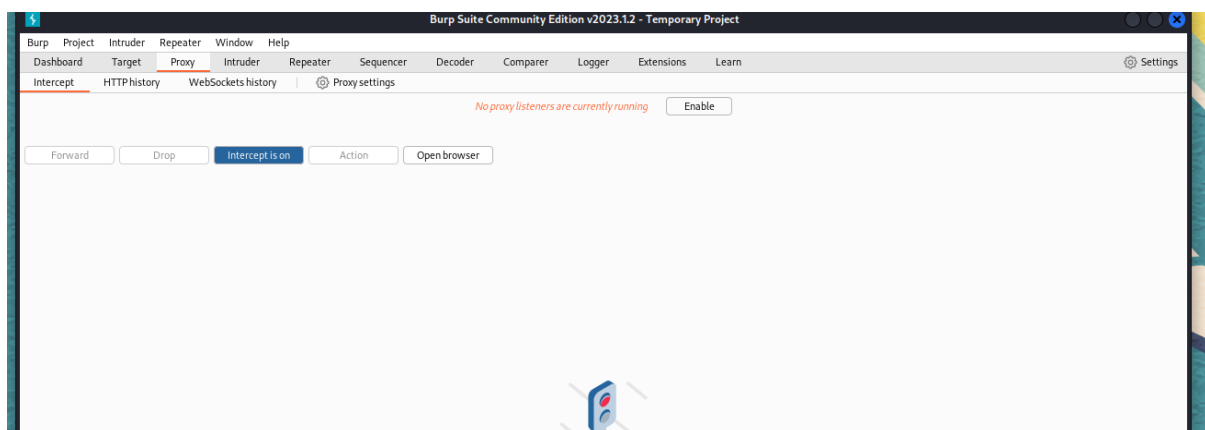 Burp Suite Community Edition v2023.1.2 - Temporary Project
Burp Project Intruder Repeater Window Help
Dashboard Target Proxy Intruder Repeater Sequencer Decoder Comparer Logger Extensions Learn Settings
Intercept HTTP history WebSockets history Proxy settings
No proxy listeners are currently running Enable
Forward Drop Intercept is on Action Open browser